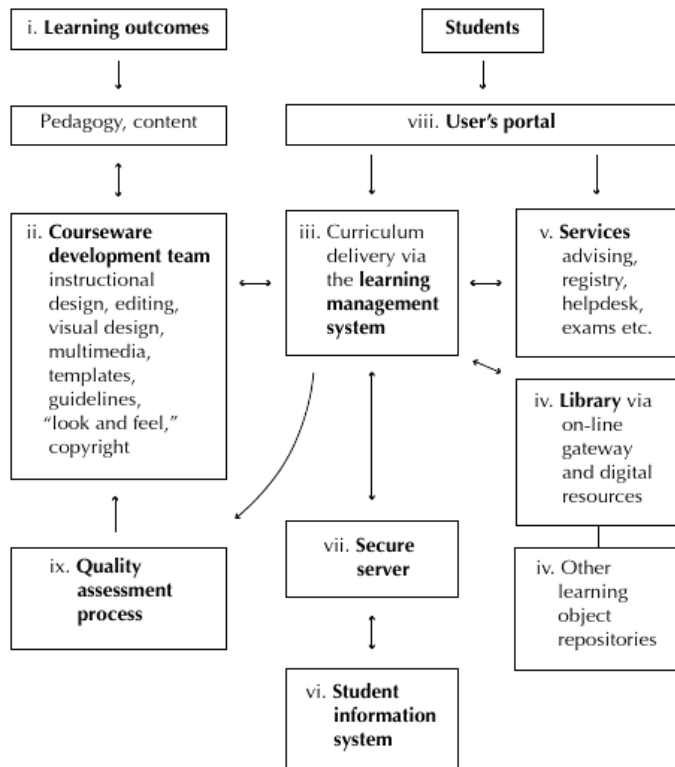 i. Learning outcomes
Students
Pedagogy, content
viii. User’s portal
ii. Courseware
development team
instructional
design, editing,
visual design,
multimedia,
templates,
guidelines,
“look and feel,”
copyright
iii. Curriculum
delivery via
the learning
management
system
v. Services
advising,
registry,
helpdesk,
exams etc.
iv. Library via
on-line
gateway
and digital
resources
ix. Quality
assessment
process
vii. Secure
server
iv. Other
learning
object
repositories
vi. Student
information
system